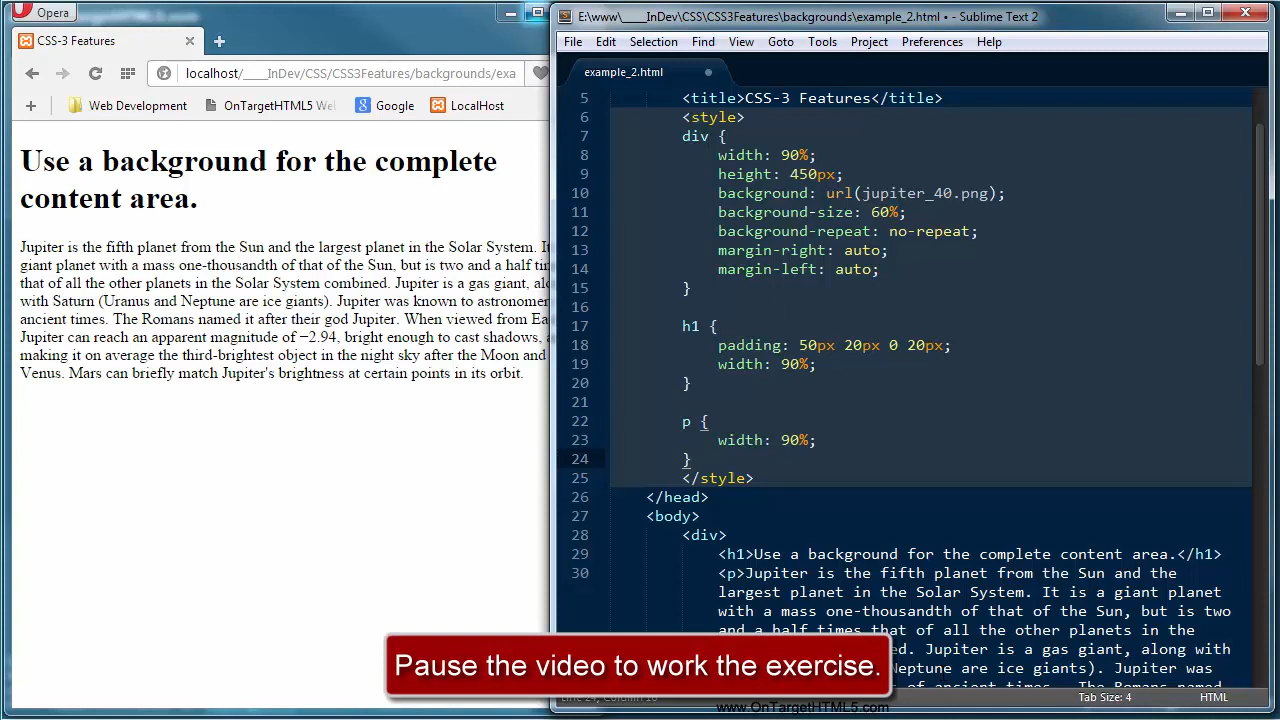 Opera
CSS-3 Features
localhost/____InDev/CSS/CSS3Features/backgrounds/exa
Web Development
OnTargetHTML5 We
Google
LocalHost
Use a background for the complete
content area.
Jupiter is the fifth planet from the Sun and the largest planet in the Solar System. It
giant planet with a mass one-thousandth of that of the Sun, but is two and a half tim
that of all the other planets in the Solar System combined. Jupiter is a gas giant, alo
with Saturn (Uranus and Neptune are ice giants). Jupiter was known to astronomer
ancient times. The Romans named it after their god Jupiter. When viewed from Ea
Jupiter can reach an apparent magnitude of −2.94, bright enough to cast shadows, a
making it on average the third-brightest object in the night sky after the Moon and
Venus. Mars can briefly match Jupiter's brightness at certain points in its orbit.
E:\www\____InDev\CSS\CSS3Features\backgrounds\example_2.html • - Sublime Text 2
File Edit Selection Find View Goto Tools Project Preferences Help
example_2.html
5 <title>CSS-3 Features</title>
6 <style>
7 div {
8 width: 90%;
9 height: 450px;
10 background: url(jupiter_40.png);
11 background-size: 60%;
12 background-repeat: no-repeat;
13 margin-right: auto;
14 margin-left: auto;
15 }
16
17 h1 {
18 padding: 50px 20px 0 20px;
19 width: 90%;
20 }
21
22 p {
23 width: 90%;
24 }
25 </style>
26 </head>
27 <body>
28 <div>
29 <h1>Use a background for the complete content area.</h1>
30 <p>Jupiter is the fifth planet from the Sun and the
largest planet in the Solar System. It is a giant planet
with a mass one-thousandth of that of the Sun, but is two
and a half times that of all the other planets in the
ed. Jupiter is a gas giant, along with
Neptune are ice giants). Jupiter was
of ancient times. The Romans named
Pause the video to work the exercise.
Line 24, Column 10
Tab Size: 4
HTML
www.OnTargetHTML5.com